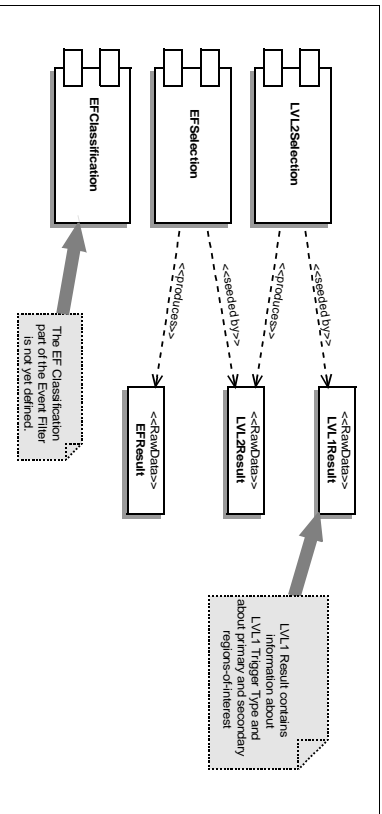 LVL2Selection
EFSelection
EFClassification
<<seeded by>>
<<produces>>
<<seeded by>>
<<produces>>
<<RawData>>
LVL1Result
<<RawData>>
LVL2Result
<<RawData>>
EFResult
LVL1 Result contains
information about
LVL1 Trigger Type and
about primary and secondary
regions-of-interest
The EF Classification
part of the Event Filter
is not yet defined.